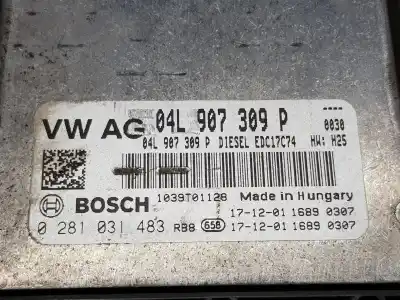 VW AG 04L 907 309 P
---- 0030
04L 907 309 P DIESEL EDC17C74 HW: H25
BOSCH 1039T01128 Made in Hungary
17-12-01 1689 0307
0 281 031 483 RB8 658 17-12-01 1689 0307